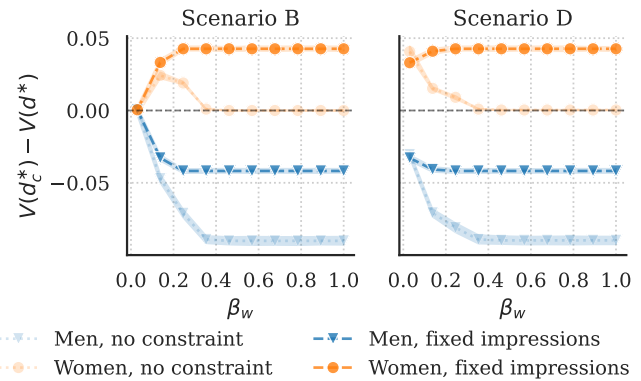 Scenario B Scenario D
V(d*c) − V(d*)
0.05
0.00
−0.05
0.0 0.2 0.4 0.6 0.8 1.0 0.0 0.2 0.4 0.6 0.8 1.0
βw βw
Men, no constraint Men, fixed impressions
Women, no constraint Women, fixed impressions